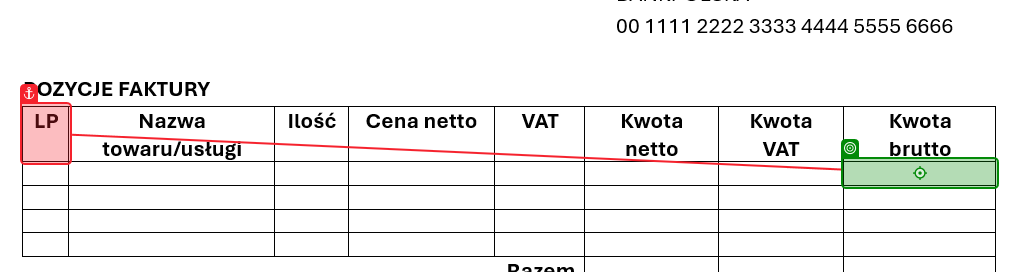 00 1111 2222 3333 4444 5555 6666
POZYCJE FAKTURY
LP Nazwa towaru/usługi Ilość Cena netto VAT Kwota netto Kwota VAT Kwota brutto
Razem